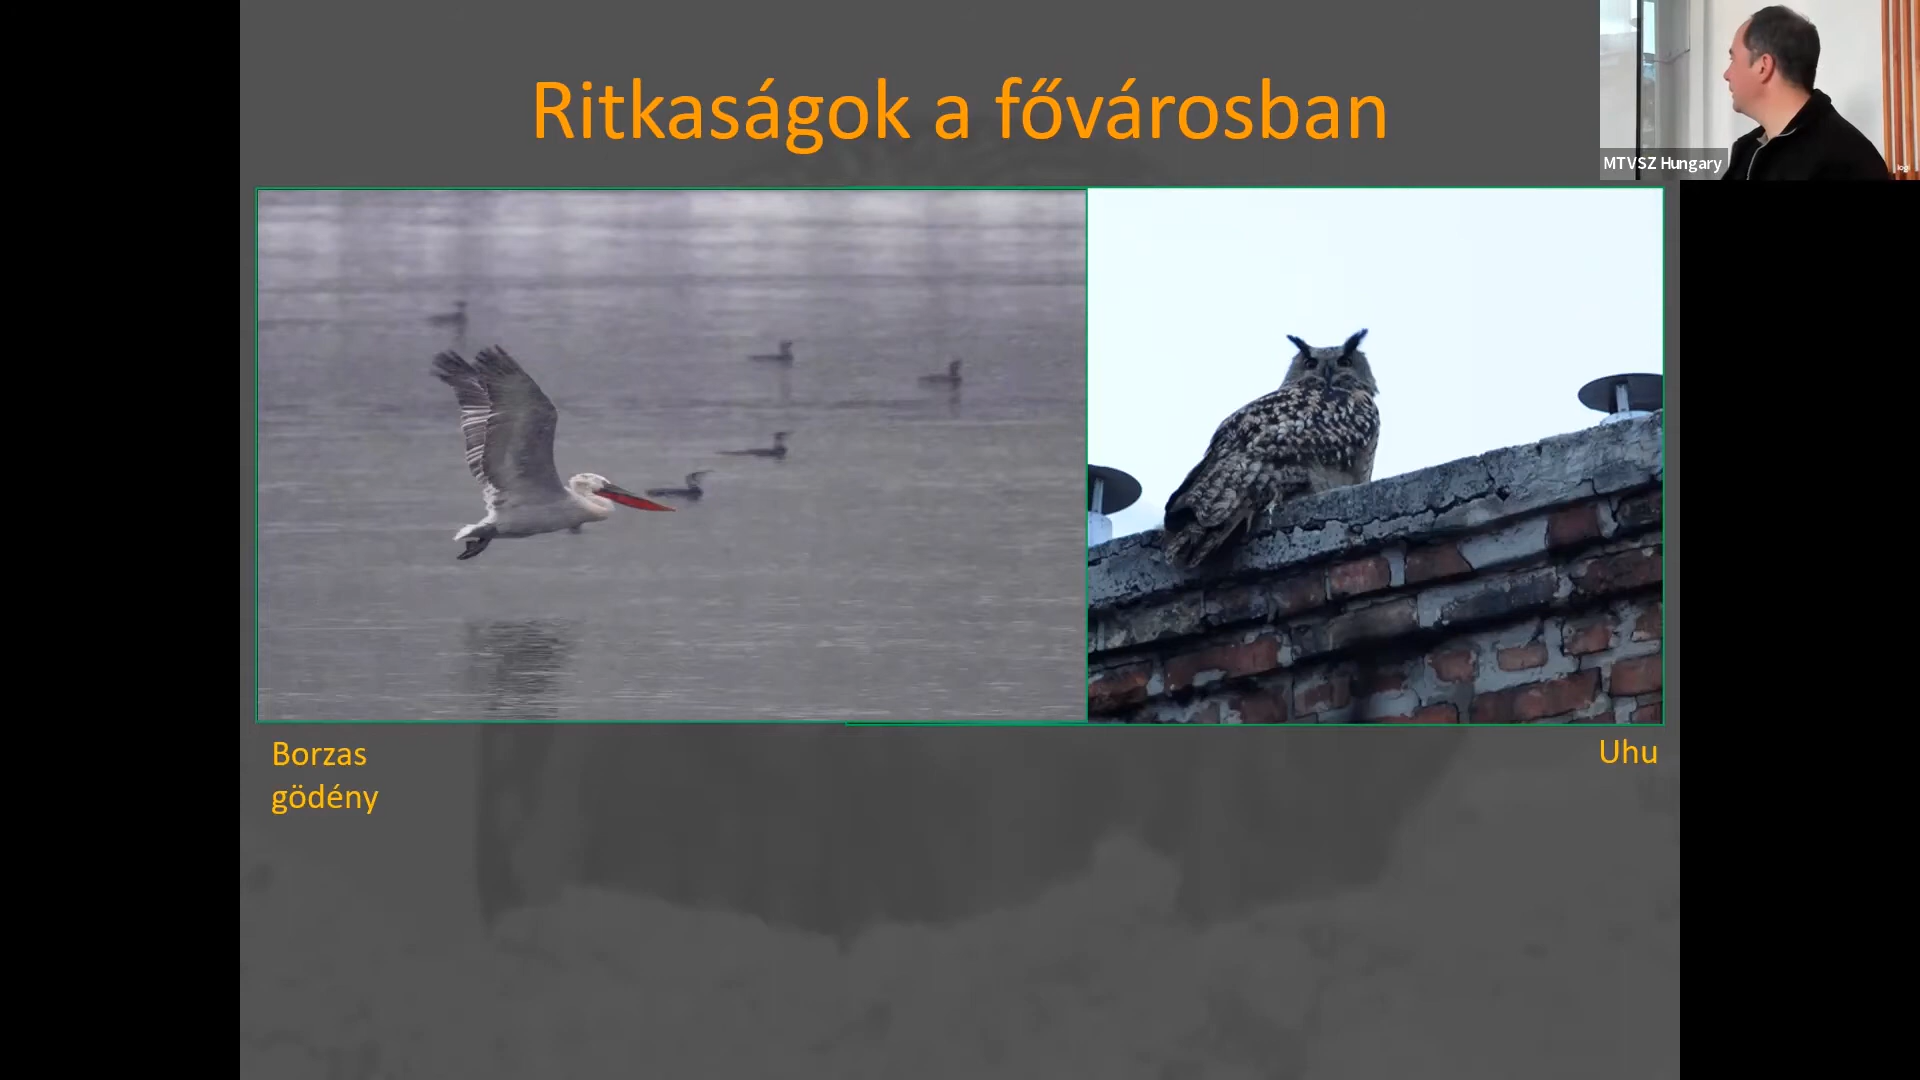 Ritkaságok a fővárosban
MTVSZ Hungary
Borzas
gödény
Uhu